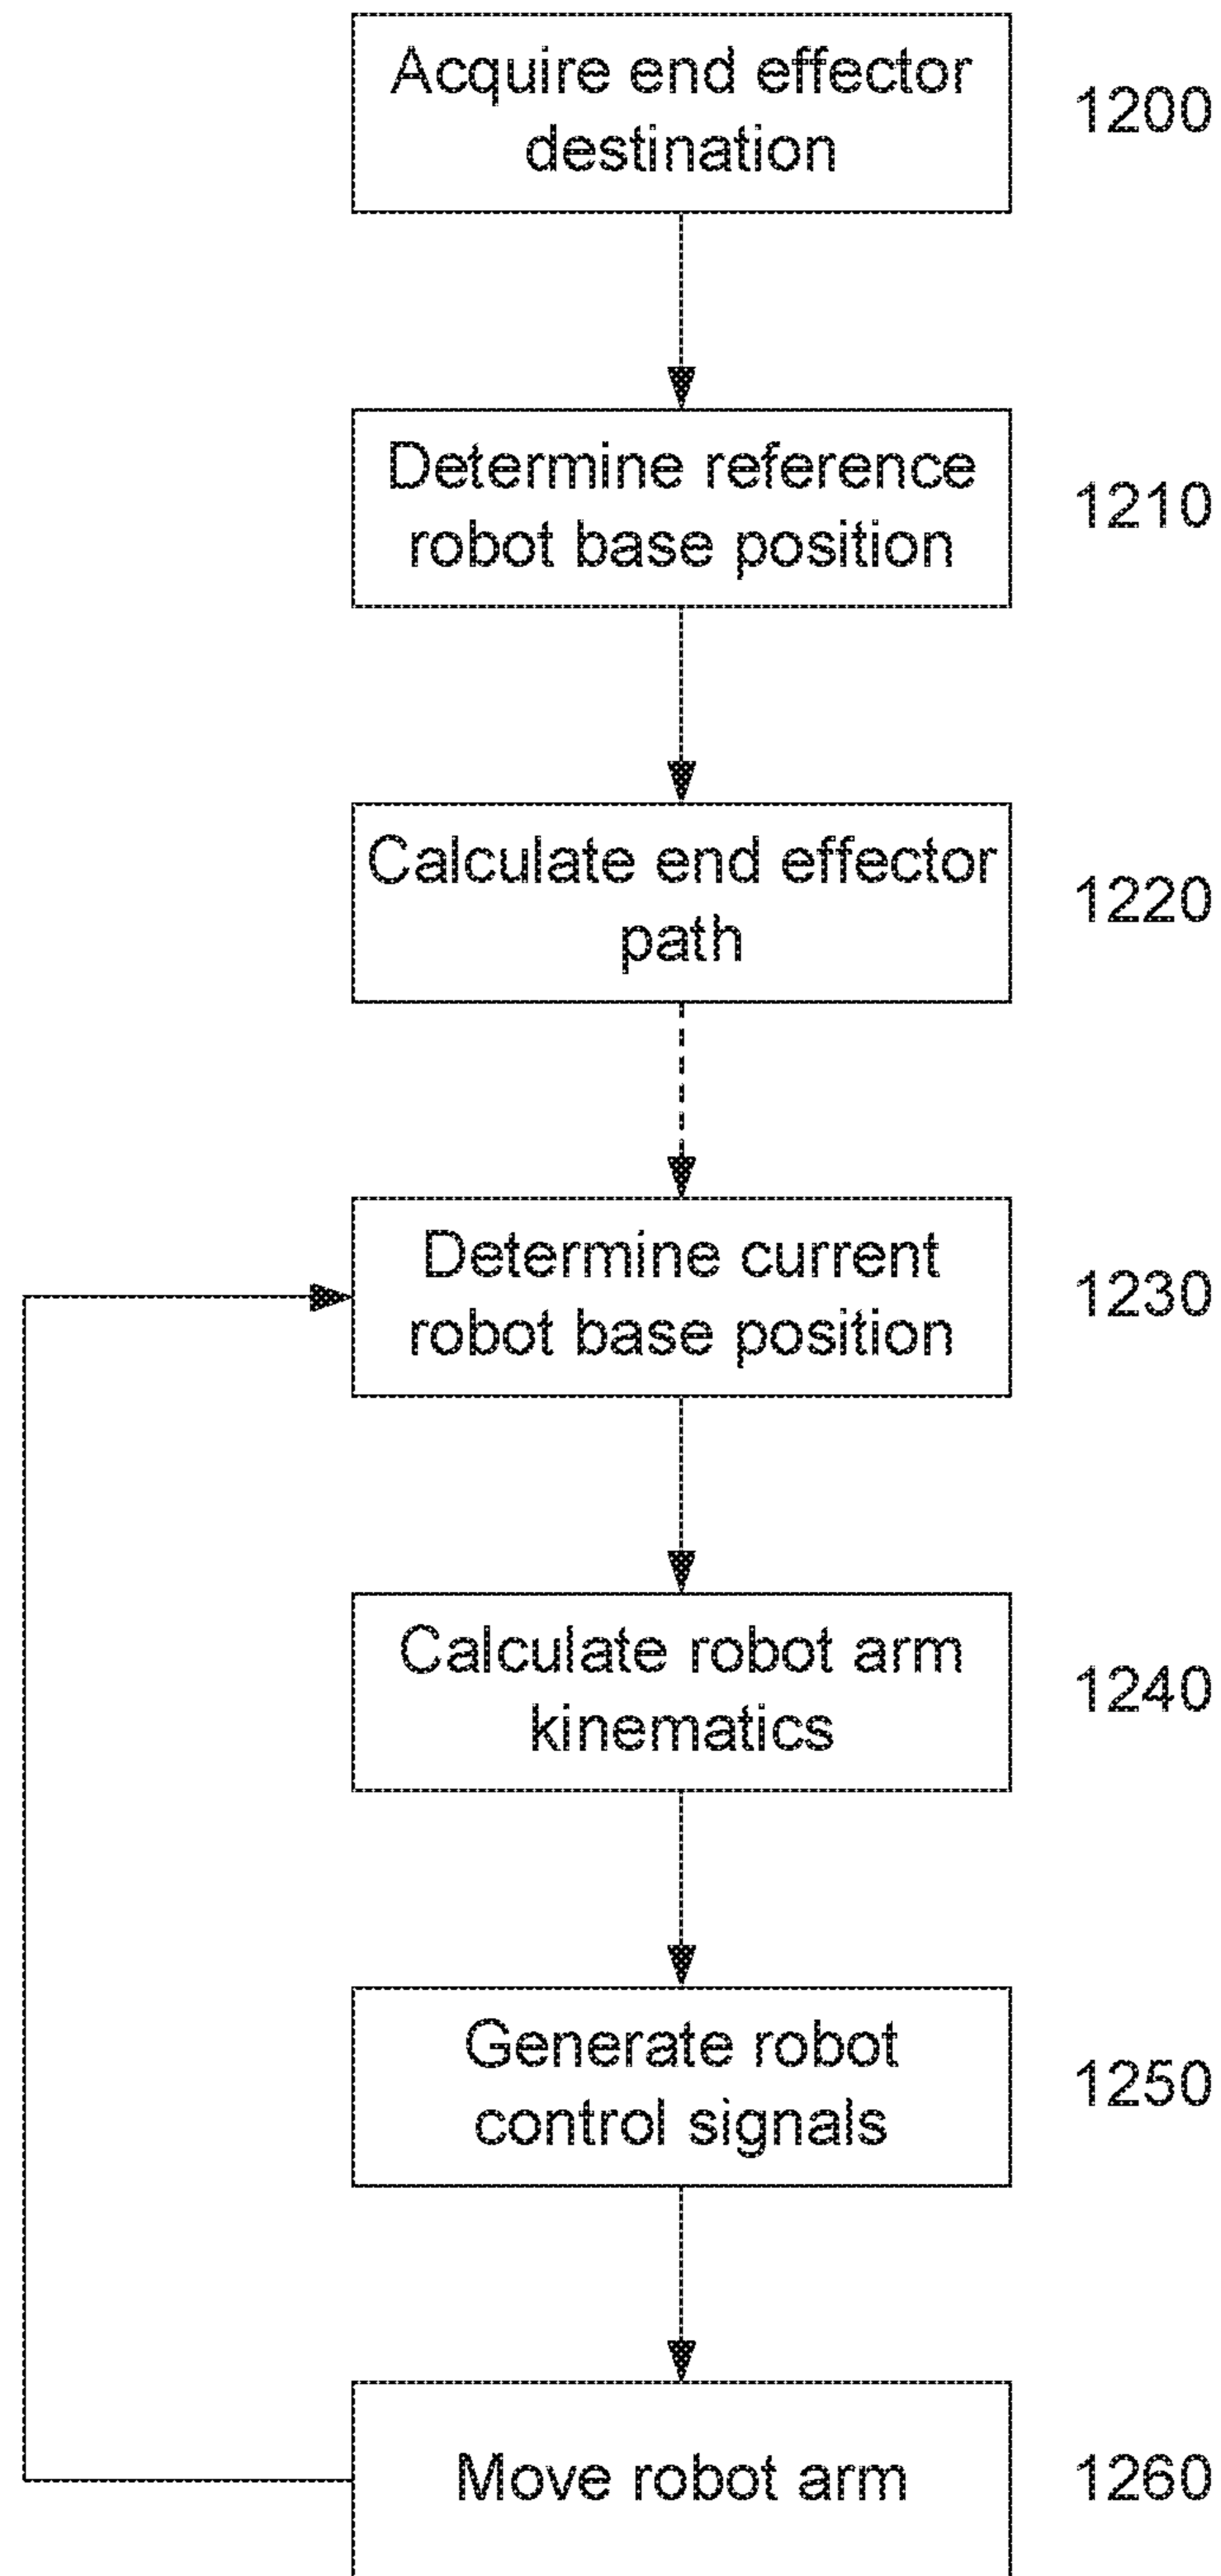 Acquire end effector
destination
1200
Determine reference
robot base position
1210
Calculate end effector
path
1220
Determine current
robot base position
1230
Calculate robot arm
kinematics
1240
Generate robot
control signals
1250
Move robot arm
1260